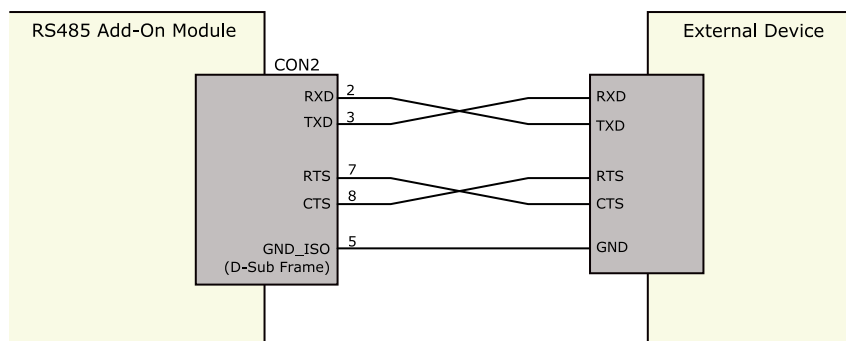 RS485 Add-On Module
External Device
CON2
RXD 2
RXD
TXD 3
TXD
RTS 7
RTS
CTS 8
CTS
GND_ISO 5
GND
(D-Sub Frame)